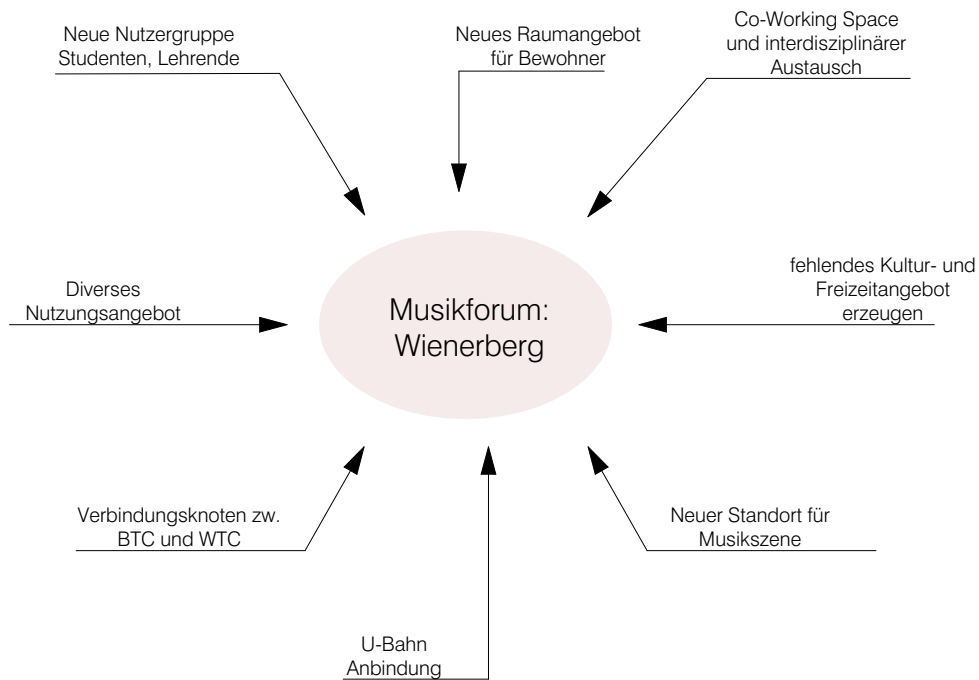 Neue Nutzergruppe
Studenten, Lehrende
Neues Raumangebot
für Bewohner
Co-Working Space
und interdisziplinärer
Austausch
Diverses
Nutzungsangebot
Musikforum:
Wienerberg
fehlendes Kultur- und
Freizeitangebot
erzeugen
Verbindungsknoten zw.
BTC und WTC
U-Bahn
Anbindung
Neuer Standort für
Musikszene